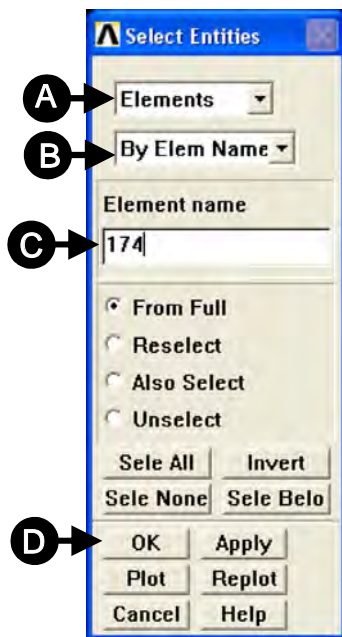 Select Entities
A Elements
B By Elem Name
Element name
C 174
From Full
Reselect
Also Select
Unselect
Sele All Invert
Sele None Sele Belo
D OK Apply
Plot Replot
Cancel Help